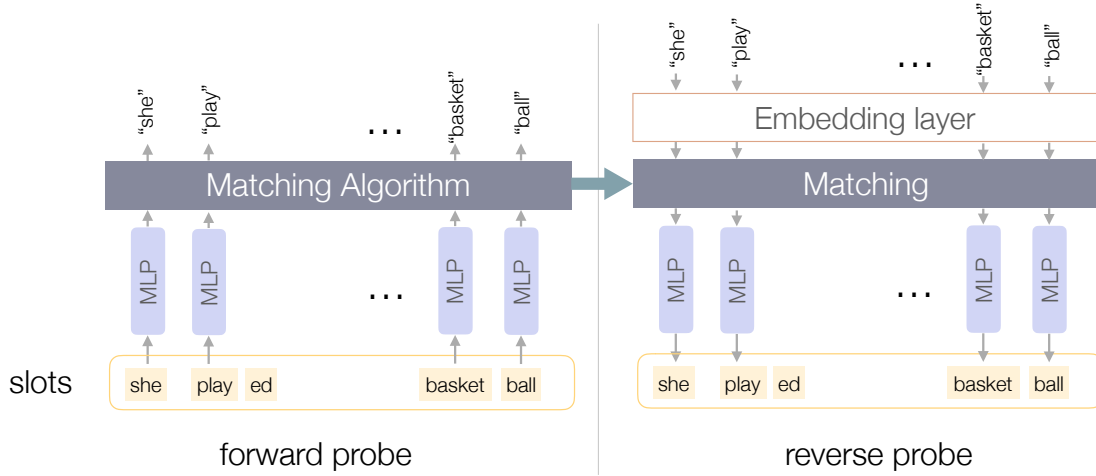 “she” “play” ... “basket” “ball”
Matching Algorithm
MLP MLP ... MLP MLP
slots
she play ed basket ball
forward probe
“she” “play” ... “basket” “ball”
Embedding layer
Matching
MLP MLP ... MLP MLP
she play ed basket ball
reverse probe